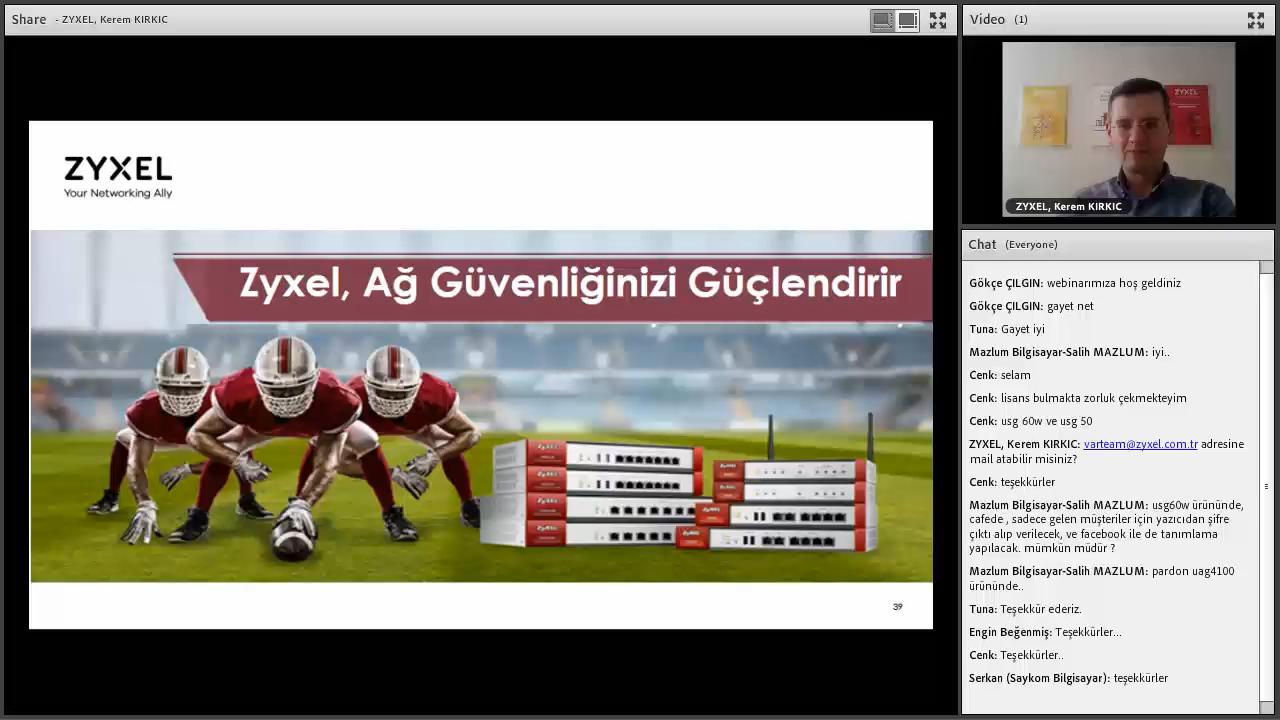 Share - ZYXEL, Kerem KIRKIC
ZYXEL
Your Networking Ally
Zyxel, Ağ Güvenliğinizi Güçlendirir
39
Video (1)
ZYXEL
ZYXEL, Kerem KIRKIC
Chat (Everyone)
Gökçe ÇILGIN: webinarımıza hoş geldiniz
Gökçe ÇILGIN: gayet net
Tuna: Gayet iyi
Mazlum Bilgisayar-Salih MAZLUM: iyi..
Cenk: selam
Cenk: lisans bulmakta zorluk çekmekteyim
Cenk: usg 60w ve usg 50
ZYXEL, Kerem KIRKIC: varteam@zyxel.com.tr adresine
mail atabilir misiniz?
Cenk: teşekkürler
Mazlum Bilgisayar-Salih MAZLUM: usg60w ürününde,
cafede , sadece gelen müşteriler için yazıcıdan şifre
çıktı alıp verilecek, ve facebook ile de tanımlama
yapılacak. mümkün müdür ?
Mazlum Bilgisayar-Salih MAZLUM: pardon uag4100
ürününde..
Tuna: Teşekkür ederiz.
Engin Beğenmiş: Teşekkürler...
Cenk: Teşekkürler..
Serkan (Saykom Bilgisayar): teşekkürler